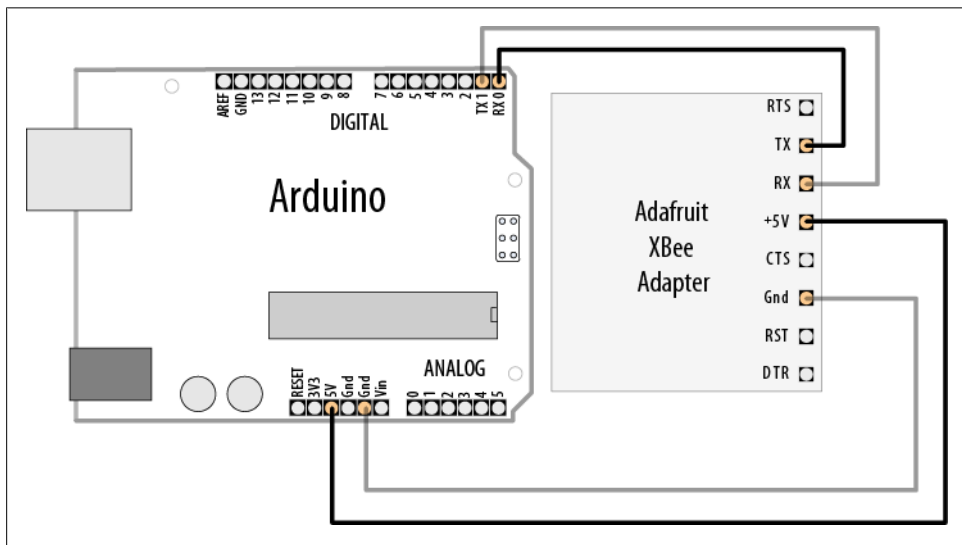 AREF GND 13 12 11 10 9 8 7 6 5 4 3 2 TX 1 RX 0
DIGITAL
Arduino
RESET 3V3 5V Gnd Gnd Vin
ANALOG
0 1 2 3 4 5
Adafruit
XBee
Adapter
RTS
TX
RX
+5V
CTS
Gnd
RST
DTR